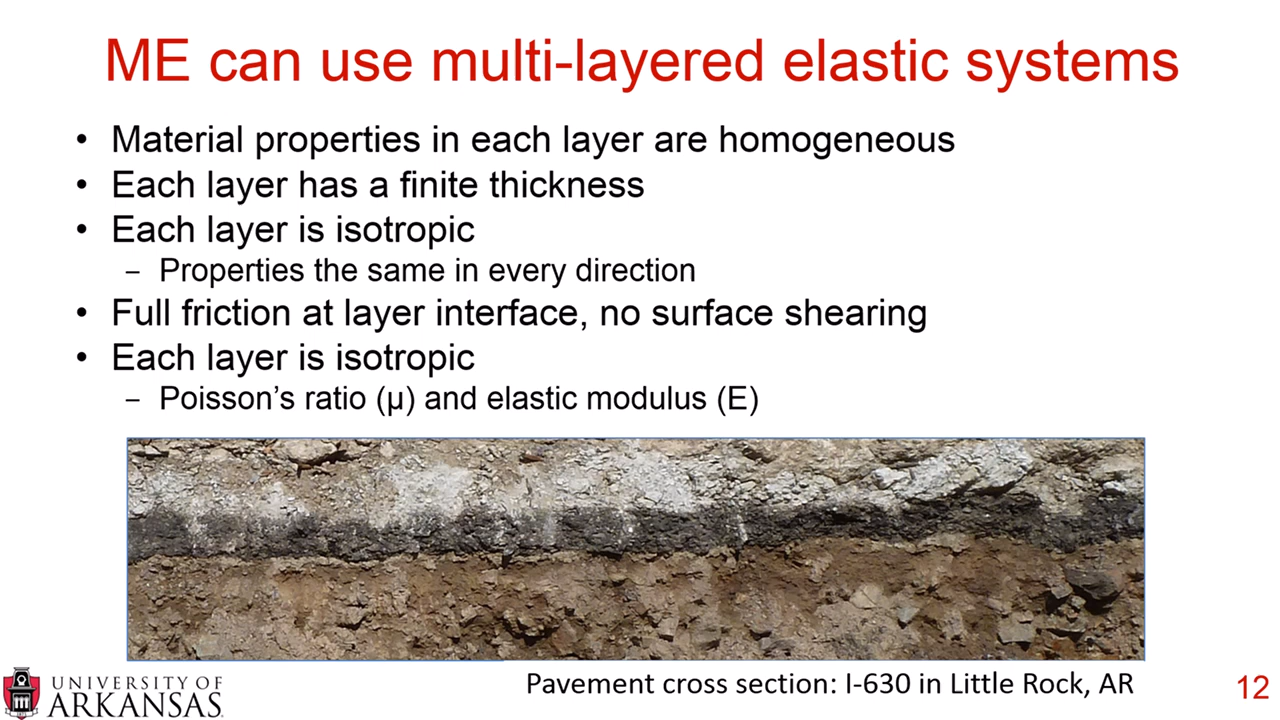 ME can use multi-layered elastic systems
• Material properties in each layer are homogeneous
• Each layer has a finite thickness
• Each layer is isotropic
– Properties the same in every direction
• Full friction at layer interface, no surface shearing
• Each layer is isotropic
– Poisson’s ratio (μ) and elastic modulus (E)
Pavement cross section: I-630 in Little Rock, AR
UNIVERSITY OF
ARKANSAS
12